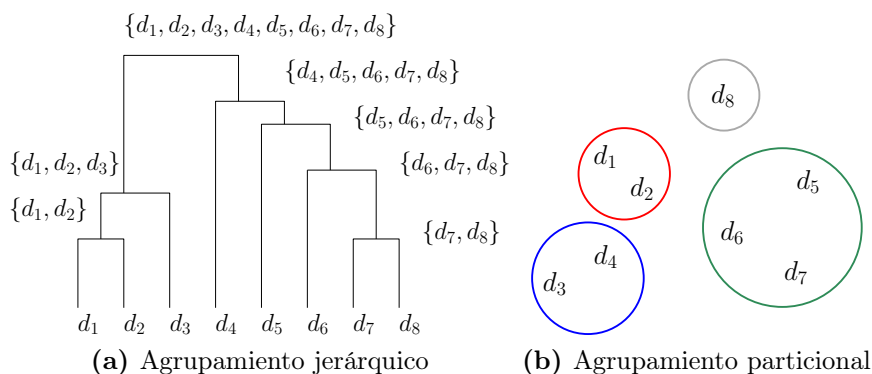 {d₁, d₂, d₃, d₄, d₅, d₆, d₇, d₈}
{d₄, d₅, d₆, d₇, d₈}
{d₅, d₆, d₇, d₈}
{d₁, d₂, d₃}
{d₆, d₇, d₈}
{d₁, d₂}
{d₇, d₈}
d₁ d₂ d₃ d₄ d₅ d₆ d₇ d₈
(a) Agrupamiento jerárquico
d₈
d₁
d₂
d₅
d₆
d₄
d₃
d₇
(b) Agrupamiento particional